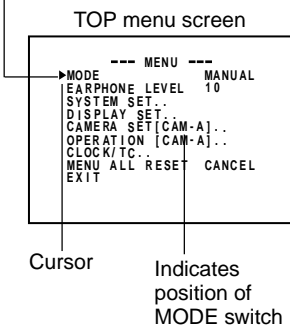 TOP menu screen
--- MENU ---
▶MODE MANUAL
EARPHONE LEVEL 10
SYSTEM SET..
DISPLAY SET..
CAMERA SET[CAM-A]..
OPERATION [CAM-A]..
CLOCK/TC..
MENU ALL RESET CANCEL
EXIT
Cursor
Indicates
position of
MODE switch